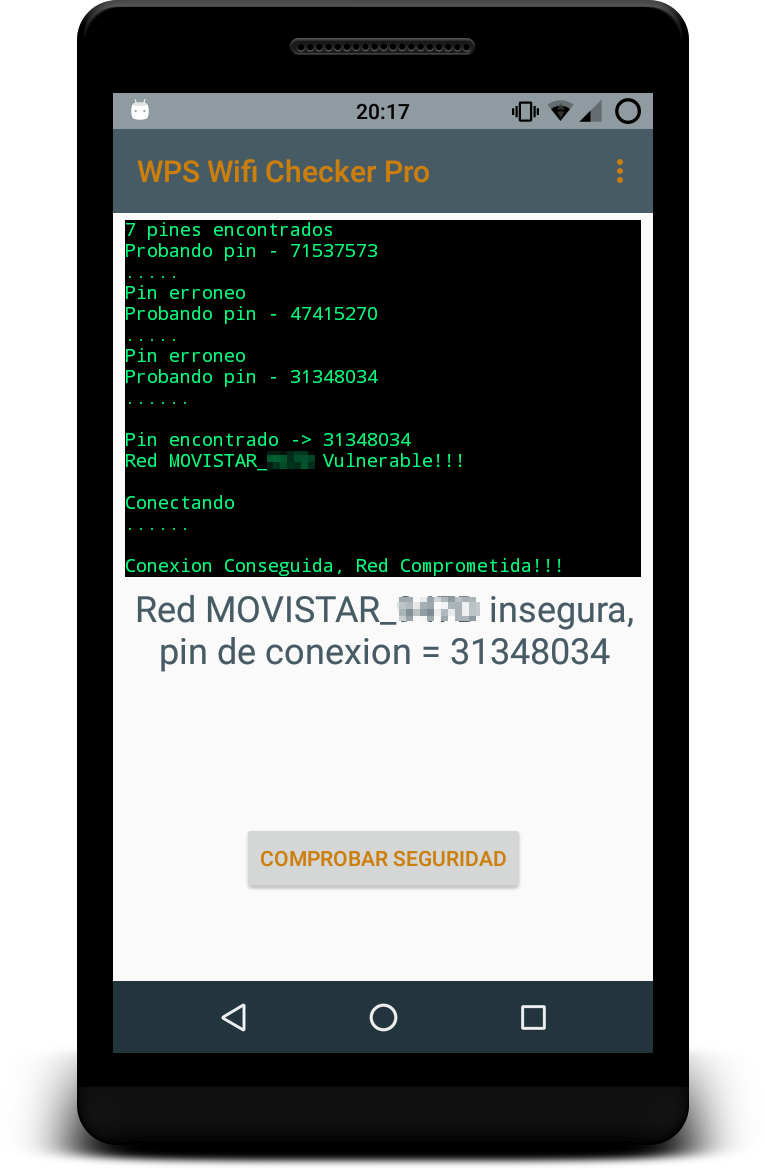 20:17
WPS Wifi Checker Pro
7 pines encontrados
Probando pin - 71537573
.....
Pin erroneo
Probando pin - 47415270
.....
Pin erroneo
Probando pin - 31348034
......
Pin encontrado -> 31348034
Red MOVISTAR_ Vulnerable!!!
Conectando
......
Conexion Conseguida, Red Comprometida!!!
Red MOVISTAR_ insegura,
pin de conexion = 31348034
COMPROBAR SEGURIDAD